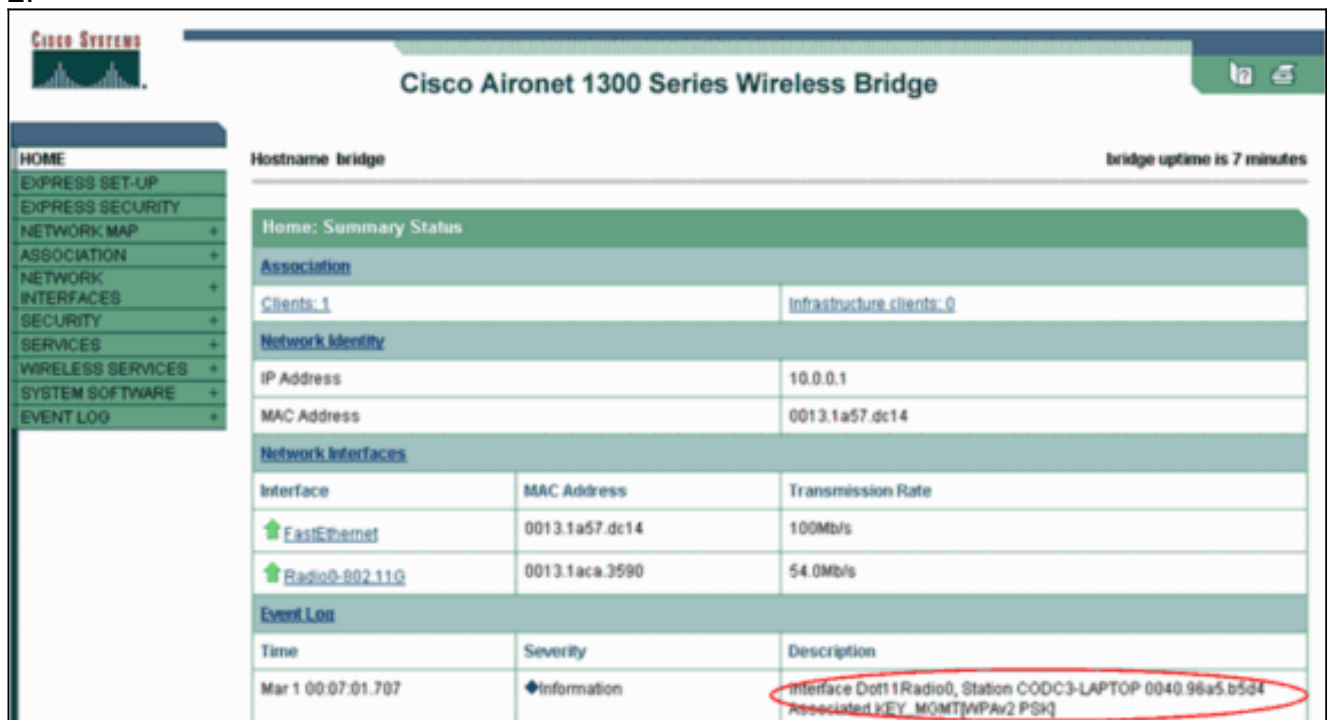 CISCO SYSTEMS
Cisco Aironet 1300 Series Wireless Bridge
HOME
EXPRESS SET-UP
EXPRESS SECURITY
NETWORK MAP +
ASSOCIATION +
NETWORK
INTERFACES +
SECURITY +
SERVICES +
WIRELESS SERVICES +
SYSTEM SOFTWARE +
EVENT LOG +
Hostname bridge bridge uptime is 7 minutes
Home: Summary Status
Association
Clients: 1 Infrastructure clients: 0
Network Identity
IP Address 10.0.0.1
MAC Address 0013.1a57.dc14
Network Interfaces
Interface MAC Address Transmission Rate
FastEthernet 0013.1a57.dc14 100Mb/s
Radio0-802.11G 0013.1aca.3590 54.0Mb/s
Event Log
Time Severity Description
Mar 1 00:07:01.707 Information Interface Dot11Radio0, Station CODC3-LAPTOP 0040.96a5.b5d4
Associated KEY_MGMT[WPAv2 PSK]